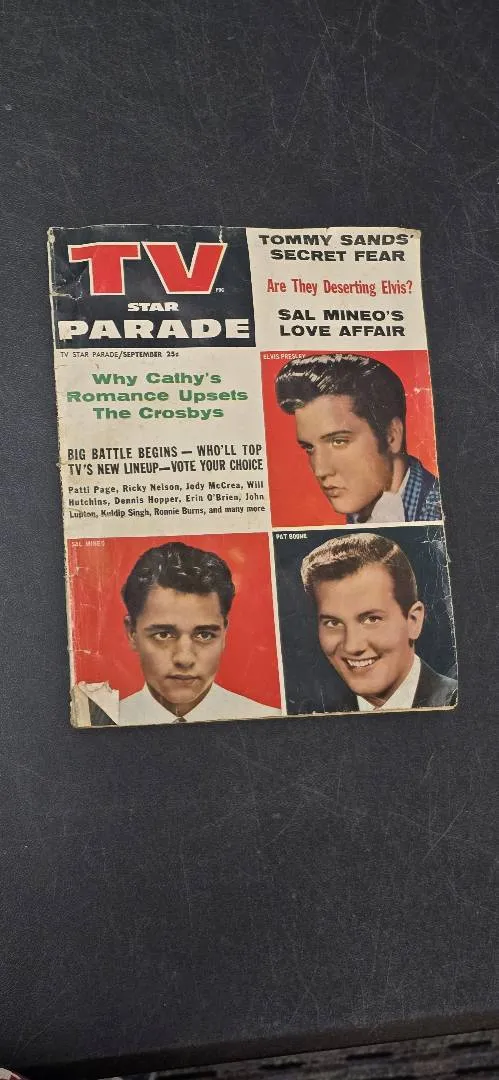 TV
STAR
PARADE
TOMMY SANDS'
SECRET FEAR
Are They Deserting Elvis?
SAL MINEO'S
LOVE AFFAIR
TV STAR PARADE/SEPTEMBER 25¢
Why Cathy's
Romance Upsets
The Crosbys
BIG BATTLE BEGINS — WHO'LL TOP
TV'S NEW LINEUP—VOTE YOUR CHOICE
Patti Page, Ricky Nelson, Jody McCrea, Will
Hutchins, Dennis Hopper, Erin O'Brien, John
Lupton, Kuldip Singh, Ronnie Burns, and many more
ELVIS PRESLEY
SAL MINEO
PAT BOONE